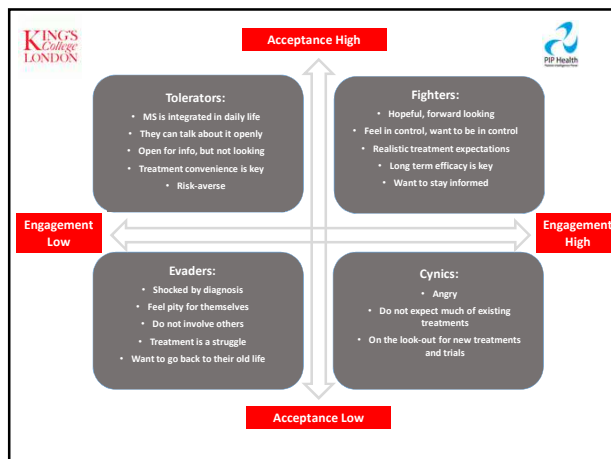 KING'S
College
LONDON
Acceptance High
PIP Health
Tolerators:
• MS is integrated in daily life
• They can talk about it openly
• Open for info, but not looking
• Treatment convenience is key
• Risk-averse
Fighters:
• Hopeful, forward looking
• Feel in control, want to be in control
• Realistic treatment expectations
• Long term efficacy is key
• Want to stay informed
Engagement
Low
Engagement
High
Evaders:
• Shocked by diagnosis
• Feel pity for themselves
• Do not involve others
• Treatment is a struggle
• Want to go back to their old life
Cynics:
• Angry
• Do not expect much of existing
treatments
• On the look-out for new treatments
and trials
Acceptance Low